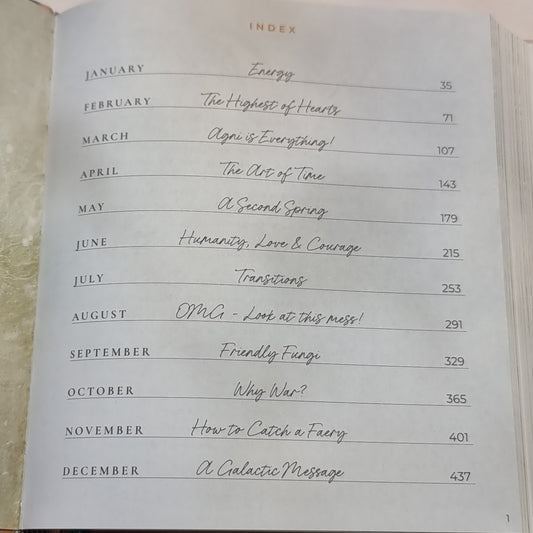 INDEX
JANUARY Energy 35
FEBRUARY The Highest of Hearts 71
MARCH Agni is Everything! 107
APRIL The Art of Time 143
MAY A Second Spring 179
JUNE Humanity, Love & Courage 215
JULY Transitions 253
AUGUST OMG - Look at this mess! 291
SEPTEMBER Friendly Fungi 329
OCTOBER Why War? 365
NOVEMBER How to Catch a Faery 401
DECEMBER A Galactic Message 437
1